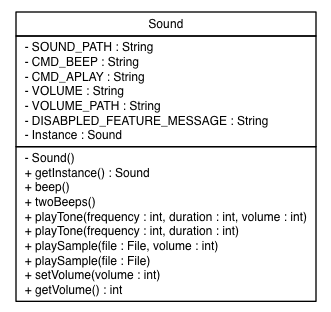 Sound
- SOUND_PATH : String
- CMD_BEEP : String
- CMD_APLAY : String
- VOLUME : String
- VOLUME_PATH : String
- DISABPLED_FEATURE_MESSAGE : String
- Instance : Sound
- Sound()
+ getInstance() : Sound
+ beep()
+ twoBeeps()
+ playTone(frequency : int, duration : int, volume : int)
+ playTone(frequency : int, duration : int)
+ playSample(file : File, volume : int)
+ playSample(file : File)
+ setVolume(volume : int)
+ getVolume() : int